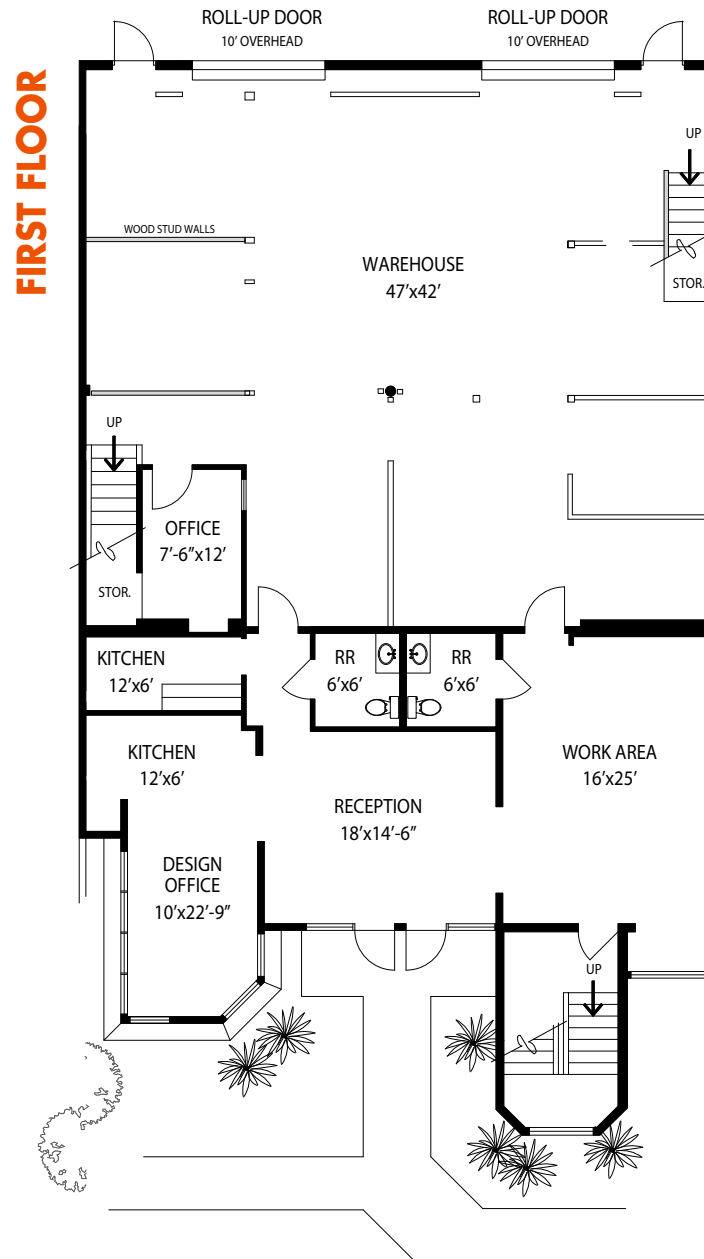 FIRST FLOOR
ROLL-UP DOOR
10’ OVERHEAD
ROLL-UP DOOR
10’ OVERHEAD
UP
WOOD STUD WALLS
WAREHOUSE
47’x42’
STOR.
UP
OFFICE
7’-6”x12’
STOR.
KITCHEN
12’x6’
RR
6’x6’
RR
6’x6’
KITCHEN
12’x6’
WORK AREA
16’x25’
RECEPTION
18’x14’-6”
DESIGN
OFFICE
10’x22’-9”
UP